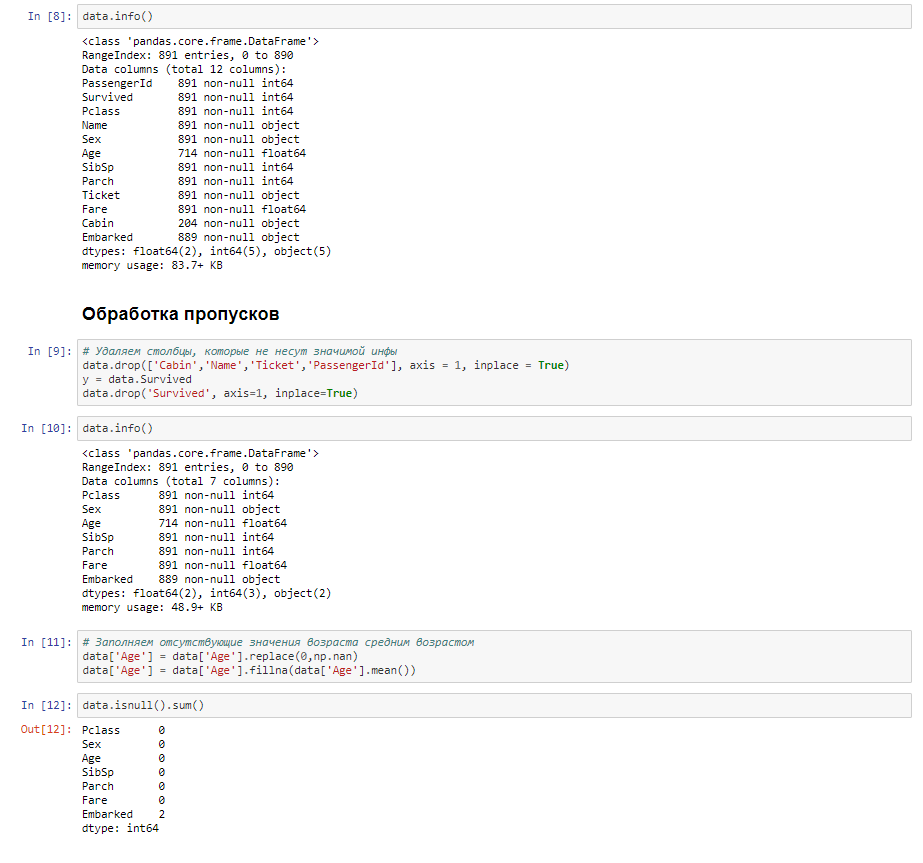 In [8]: data.info()
<class 'pandas.core.frame.DataFrame'>
RangeIndex: 891 entries, 0 to 890
Data columns (total 12 columns):
PassengerId    891 non-null int64
Survived       891 non-null int64
Pclass         891 non-null int64
Name           891 non-null object
Sex            891 non-null object
Age            714 non-null float64
SibSp          891 non-null int64
Parch          891 non-null int64
Ticket         891 non-null object
Fare           891 non-null float64
Cabin          204 non-null object
Embarked       889 non-null object
dtypes: float64(2), int64(5), object(5)
memory usage: 83.7+ KB
Обработка пропусков
In [9]: # Удаляем столбцы, которые не несут значимой инфы
data.drop(['Cabin','Name','Ticket','PassengerId'], axis = 1, inplace = True)
y = data.Survived
data.drop('Survived', axis=1, inplace=True)
In [10]: data.info()
<class 'pandas.core.frame.DataFrame'>
RangeIndex: 891 entries, 0 to 890
Data columns (total 7 columns):
Pclass      891 non-null int64
Sex         891 non-null object
Age         714 non-null float64
SibSp       891 non-null int64
Parch       891 non-null int64
Fare        891 non-null float64
Embarked    889 non-null object
dtypes: float64(2), int64(3), object(2)
memory usage: 48.9+ KB
In [11]: # Заполняем отсутствующие значения возраста средним возрастом
data['Age'] = data['Age'].replace(0,np.nan)
data['Age'] = data['Age'].fillna(data['Age'].mean())
In [12]: data.isnull().sum()
Out[12]: Pclass      0
Sex         0
Age         0
SibSp       0
Parch       0
Fare        0
Embarked    2
dtype: int64